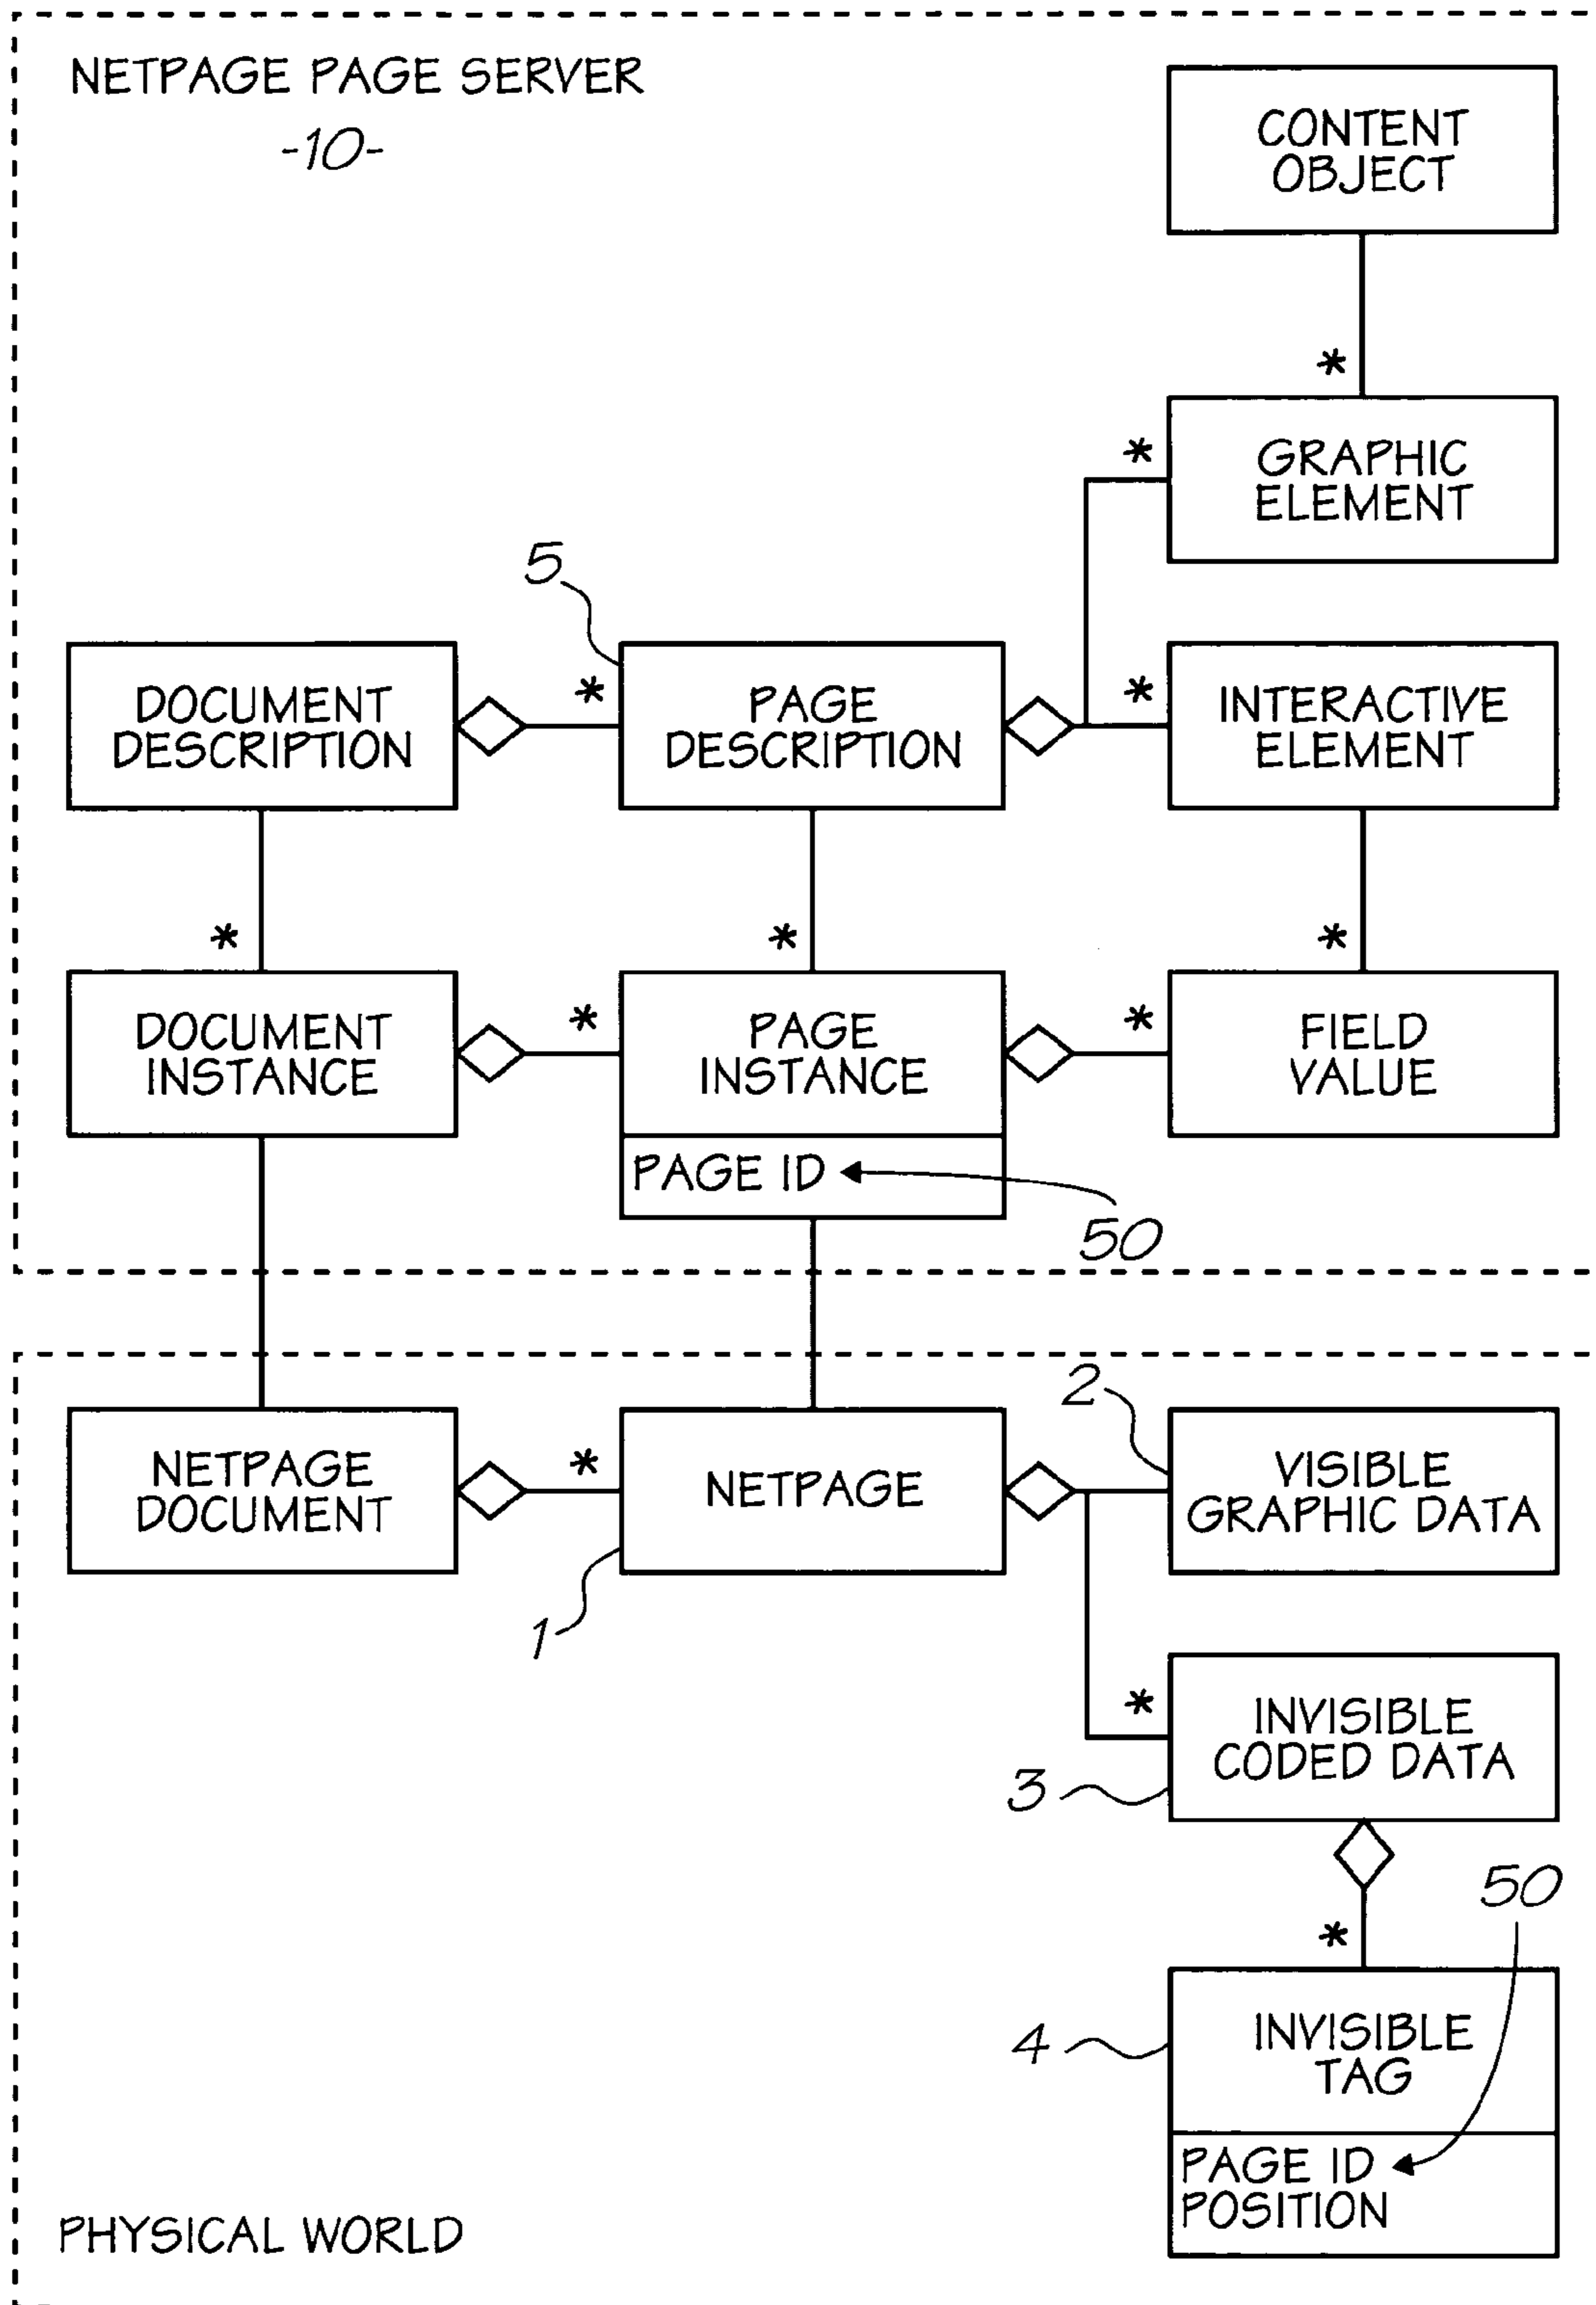 NETPAGE PAGE SERVER
-10-
CONTENT
OBJECT
*
*
GRAPHIC
ELEMENT
5
DOCUMENT
DESCRIPTION
*
PAGE
DESCRIPTION
*
INTERACTIVE
ELEMENT
*
*
*
DOCUMENT
INSTANCE
*
PAGE
INSTANCE
*
FIELD
VALUE
PAGE ID
50
2
NETPAGE
DOCUMENT
*
NETPAGE
VISIBLE
GRAPHIC DATA
1
*
INVISIBLE
CODED DATA
3
50
*
4
INVISIBLE
TAG
PAGE ID
POSITION
PHYSICAL WORLD